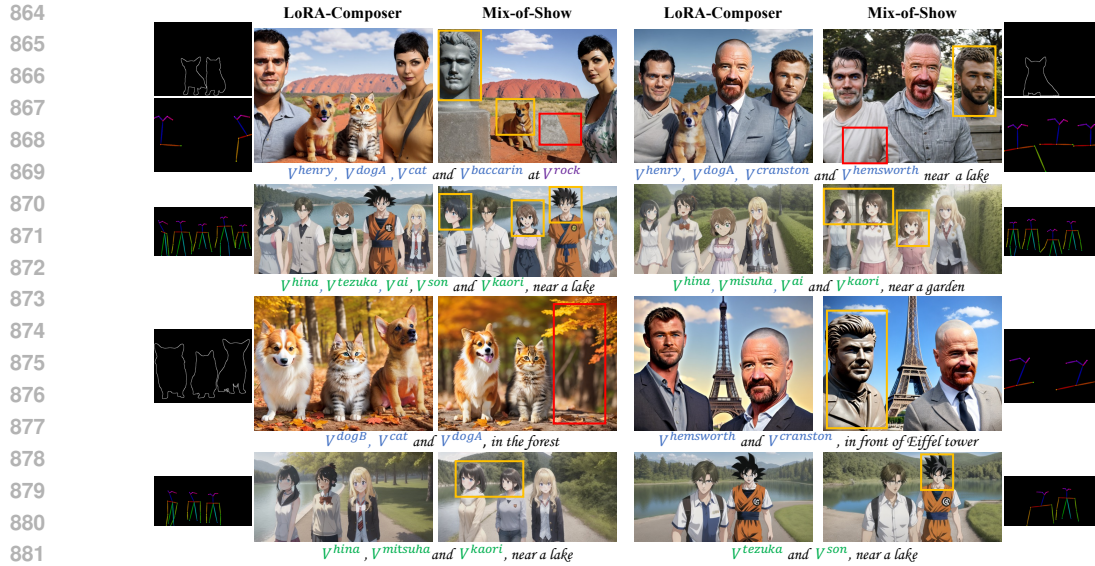 864
LoRA-Composer Mix-of-Show LoRA-Composer Mix-of-Show
865
866
867
868
869
V^henry, V^dogA, V^cat and V^baccarin at V^rock
V^henry, V^dogA, V^cranston and V^hemsworth near a lake
870
871
872
V^hina, V^tezuka, V^ai, V^son and V^kaori, near a lake
V^hina, V^misuha, V^ai and V^kaori, near a garden
873
874
875
876
877
V^dogB, V^cat and V^dogA, in the forest
V^hemsworth and V^cranston, in front of Eiffel tower
878
879
880
881
V^hina, V^mitsuha and V^kaori, near a lake
V^tezuka and V^son, near a lake